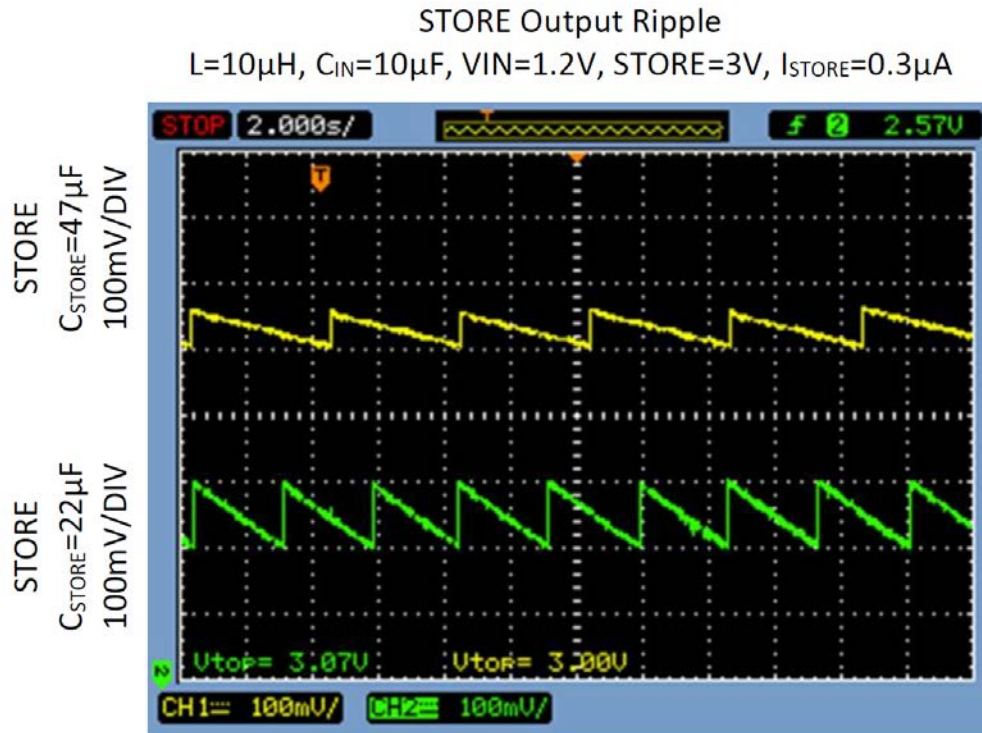 STORE Output Ripple
L=10µH, CIN=10µF, VIN=1.2V, STORE=3V, ISTORE=0.3µA
STOP 2.000s/ T 2 2.57V
T
STORE
CSTORE=47µF
100mV/DIV
STORE
CSTORE=22µF
100mV/DIV
Vtop= 3.07V Vtop= 3.00V
2
CH1 100mV/ CH2 100mV/